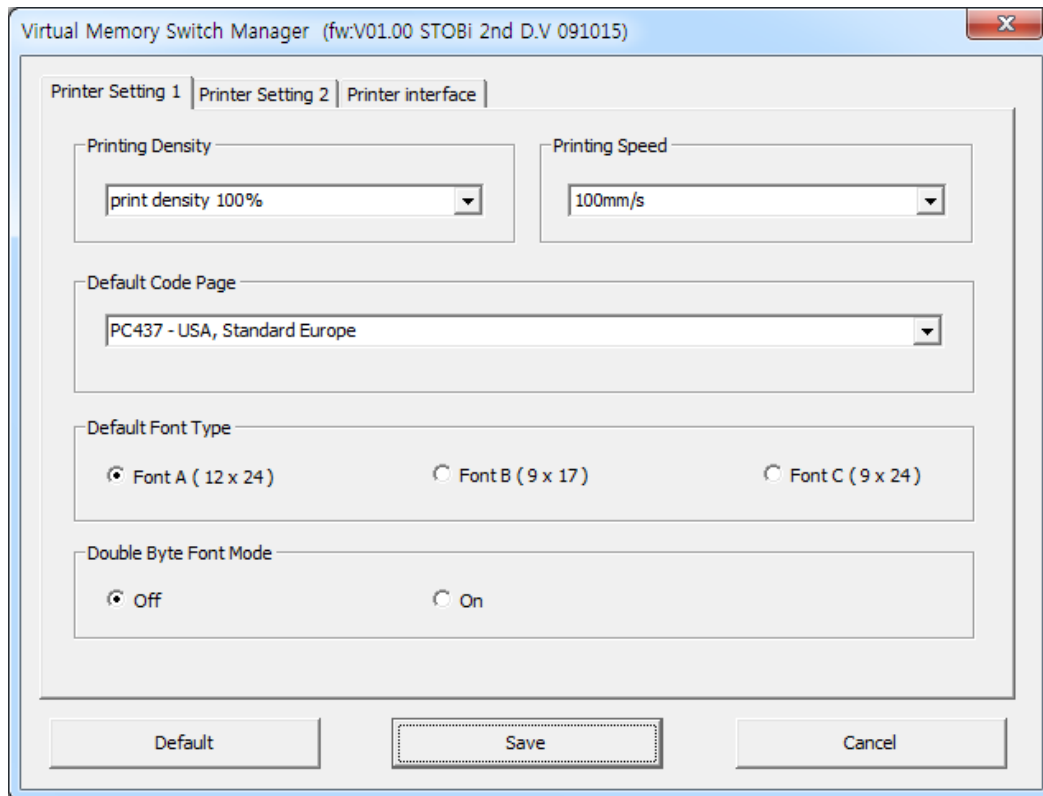 Virtual Memory Switch Manager (fw:V01.00 STOBi 2nd D.V 091015)
Printer Setting 1 Printer Setting 2 Printer interface
Printing Density Printing Speed
print density 100% 100mm/s
Default Code Page
PC437 - USA, Standard Europe
Default Font Type
Font A ( 12 x 24 ) Font B ( 9 x 17 ) Font C ( 9 x 24 )
Double Byte Font Mode
Off On
Default Save Cancel